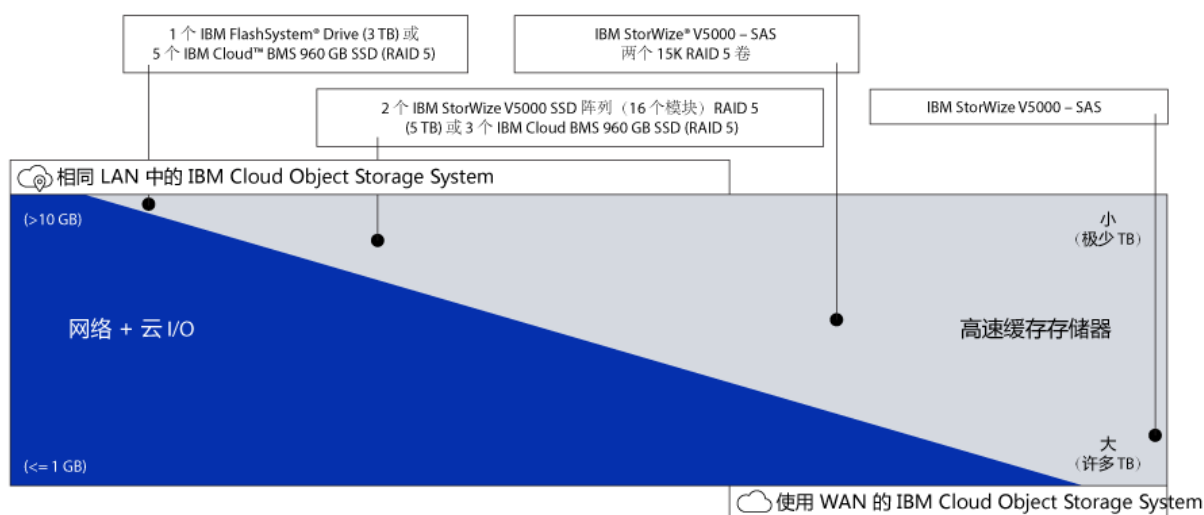 1 个 IBM FlashSystem® Drive (3 TB) 或
5 个 IBM Cloud™ BMS 960 GB SSD (RAID 5)
IBM StorWize® V5000 – SAS
两个 15K RAID 5 卷
2 个 IBM StorWize V5000 SSD 阵列（16 个模块）RAID 5
(5 TB) 或 3 个 IBM Cloud BMS 960 GB SSD (RAID 5)
IBM StorWize V5000 – SAS
相同 LAN 中的 IBM Cloud Object Storage System
(>10 GB)
小
（极少 TB）
网络 + 云 I/O
高速缓存存储器
大
（许多 TB）
(<= 1 GB)
使用 WAN 的 IBM Cloud Object Storage System